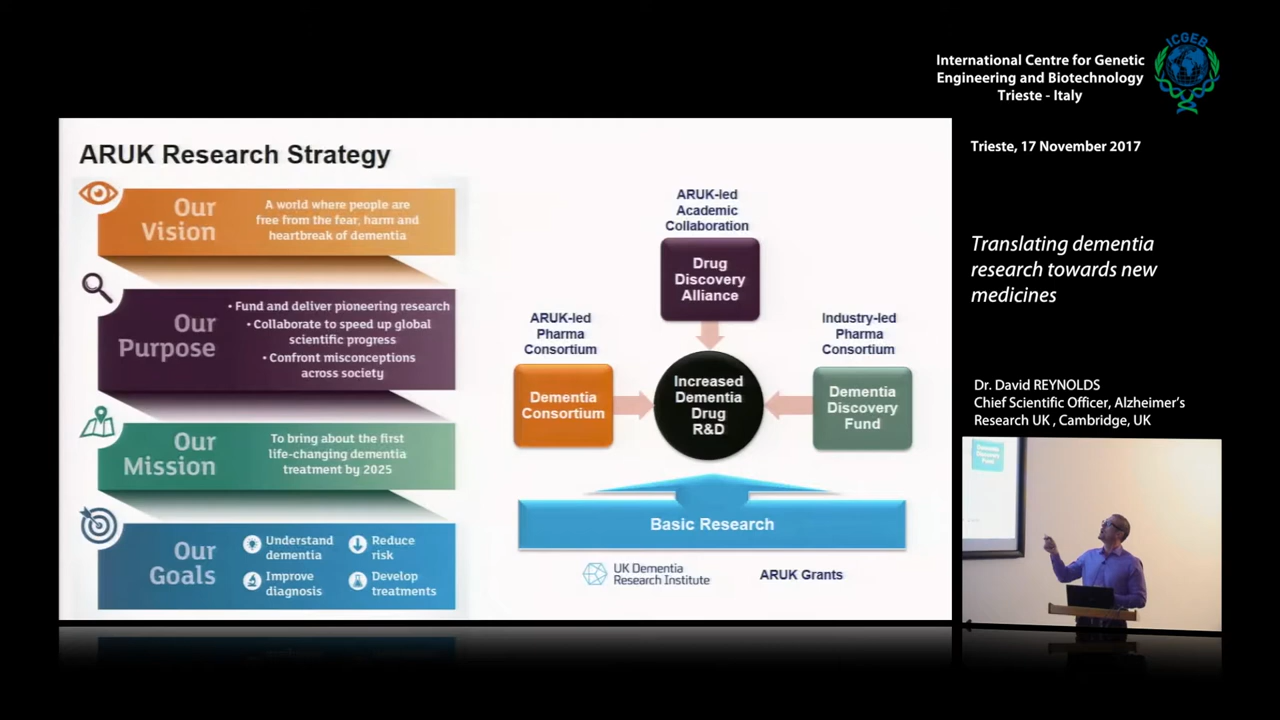 ICGEB
International Centre for Genetic
Engineering and Biotechnology
Trieste - Italy
Trieste, 17 November 2017
Translating dementia
research towards new
medicines
Dr. David REYNOLDS
Chief Scientific Officer, Alzheimer's
Research UK , Cambridge, UK
ARUK Research Strategy
Our
Vision
A world where people are
free from the fear, harm and
heartbreak of dementia
Our
Purpose
• Fund and deliver pioneering research
• Collaborate to speed up global
scientific progress
• Confront misconceptions
across society
Our
Mission
To bring about the first
life-changing dementia
treatment by 2025
Our
Goals
Understand
dementia
Reduce
risk
Improve
diagnosis
Develop
treatments
ARUK-led
Academic
Collaboration
Drug
Discovery
Alliance
ARUK-led
Pharma
Consortium
Dementia
Consortium
Increased
Dementia
Drug
R&D
Industry-led
Pharma
Consortium
Dementia
Discovery
Fund
Basic Research
UK Dementia
Research Institute
ARUK Grants
Dementia
Discovery
Fund